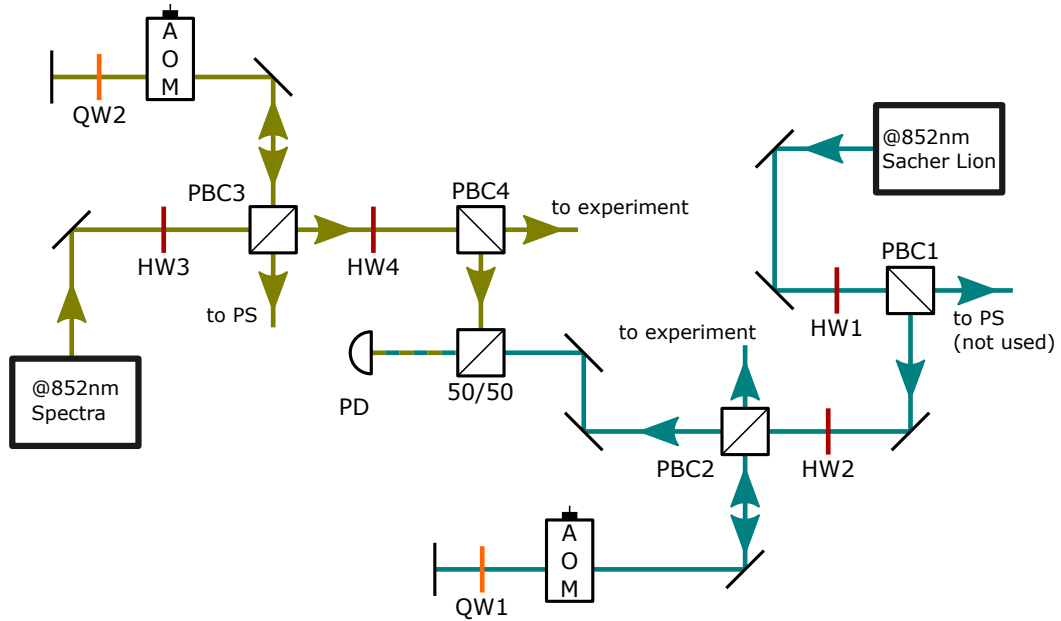 A
O
M
QW2
@852nm
Sacher Lion
PBC3
PBC4
to experiment
HW3
HW4
PBC1
to PS
HW1
to PS
(not used)
to experiment
@852nm
Spectra
PD
50/50
PBC2
HW2
A
O
M
QW1